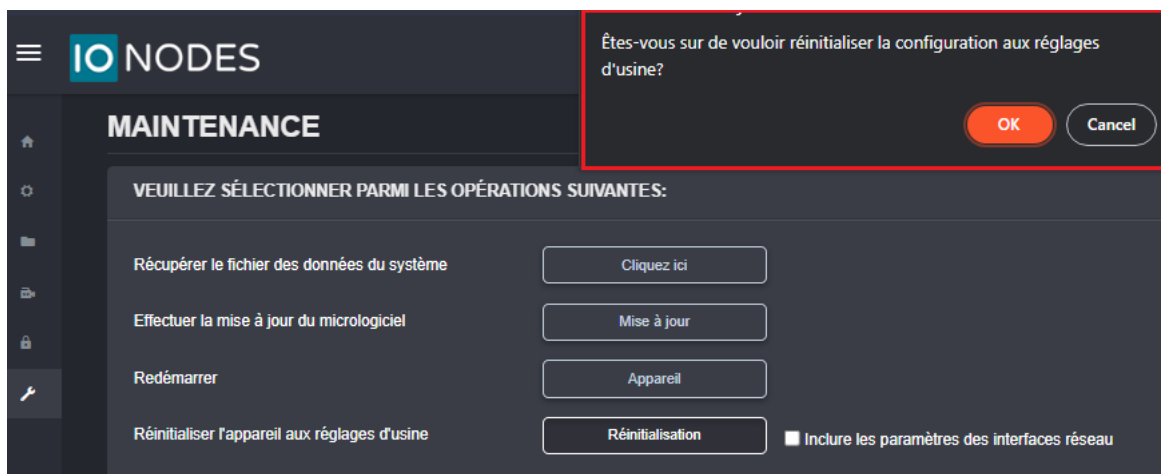 IO NODES
Êtes-vous sur de vouloir réinitialiser la configuration aux réglages
d'usine?
OK Cancel
MAINTENANCE
VEUILLEZ SÉLECTIONNER PARMI LES OPÉRATIONS SUIVANTES:
Récupérer le fichier des données du système Cliquez ici
Effectuer la mise à jour du micrologiciel Mise à jour
Redémarrer Appareil
Réinitialiser l'appareil aux réglages d'usine Réinitialisation Inclure les paramètres des interfaces réseau